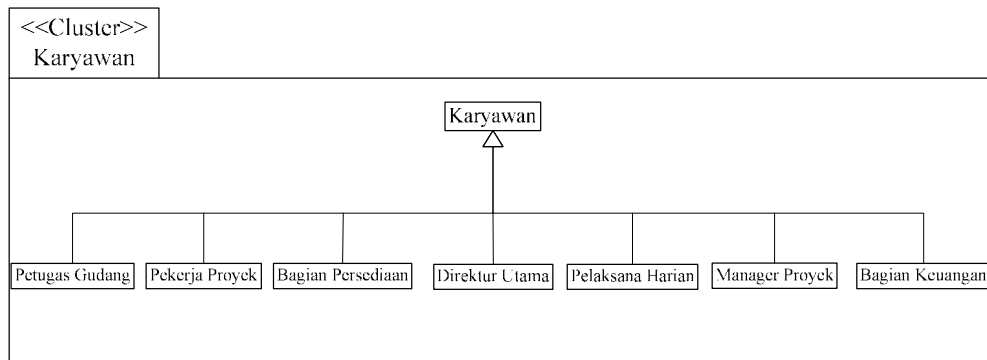 <<Cluster>>
Karyawan
Karyawan
Petugas Gudang
Pekerja Proyek
Bagian Persediaan
Direktur Utama
Pelaksana Harian
Manager Proyek
Bagian Keuangan